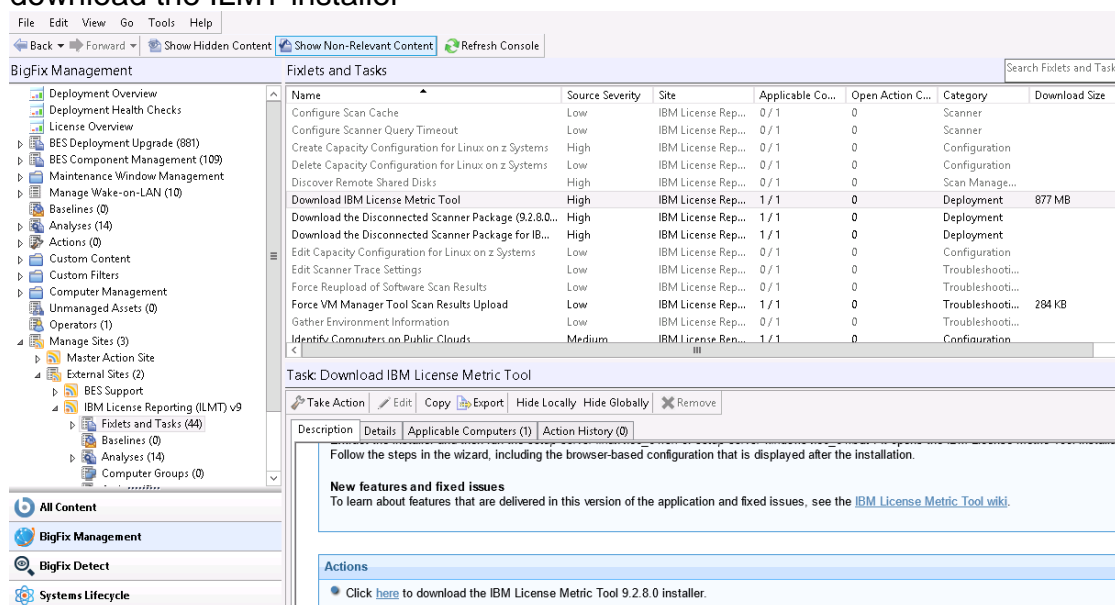 download the ILMT installer
File Edit View Go Tools Help
Back Forward Show Hidden Content Show Non-Relevant Content Refresh Console
BigFix Management
Deployment Overview
Deployment Health Checks
License Overview
BES Deployment Upgrade (881)
BES Component Management (109)
Maintenance Window Management
Manage Wake-on-LAN (10)
Baselines (0)
Analyses (14)
Actions (0)
Custom Content
Custom Filters
Computer Management
Unmanaged Assets (0)
Operators (1)
Manage Sites (3)
Master Action Site
External Sites (2)
BES Support
IBM License Reporting (ILMT) v9
Fixlets and Tasks (44)
Baselines (0)
Analyses (14)
Computer Groups (0)
All Content
BigFix Management
BigFix Detect
Systems Lifecycle
Fixlets and Tasks
Search Fixlets and Task
Name Source Severity Site Applicable Co... Open Action C... Category Download Size
Configure Scan Cache Low IBM License Rep... 0 / 1 0 Scanner
Configure Scanner Query Timeout Low IBM License Rep... 0 / 1 0 Scanner
Create Capacity Configuration for Linux on z Systems High IBM License Rep... 0 / 1 0 Configuration
Delete Capacity Configuration for Linux on z Systems Low IBM License Rep... 0 / 1 0 Configuration
Discover Remote Shared Disks High IBM License Rep... 0 / 1 0 Scan Manage...
Download IBM License Metric Tool High IBM License Rep... 1 / 1 0 Deployment 877 MB
Download the Disconnected Scanner Package (9.2.8.0... High IBM License Rep... 1 / 1 0 Deployment
Download the Disconnected Scanner Package for IB... High IBM License Rep... 1 / 1 0 Deployment
Edit Capacity Configuration for Linux on z Systems Low IBM License Rep... 0 / 1 0 Configuration
Edit Scanner Trace Settings Low IBM License Rep... 0 / 1 0 Troubleshooti...
Force Reupload of Software Scan Results Low IBM License Rep... 0 / 1 0 Troubleshooti...
Force VM Manager Tool Scan Results Upload Low IBM License Rep... 1 / 1 0 Troubleshooti... 284 KB
Gather Environment Information Low IBM License Rep... 0 / 1 0 Troubleshooti...
Identify Computers on Public Clouds Medium IBM License Rep... 1 / 1 0 Configuration
Task: Download IBM License Metric Tool
Take Action Edit Copy Export Hide Locally Hide Globally Remove
Description Details Applicable Computers (1) Action History (0)
Follow the steps in the wizard, including the browser-based configuration that is displayed after the installation.
New features and fixed issues
To learn about features that are delivered in this version of the application and fixed issues, see the IBM License Metric Tool wiki.
Actions
Click here to download the IBM License Metric Tool 9.2.8.0 installer.